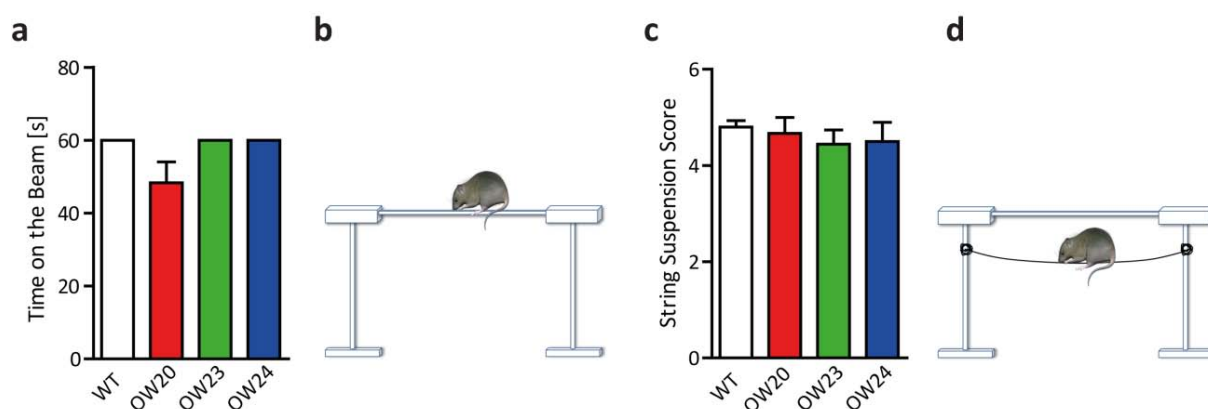 a
Time on the Beam [s]
80
60
40
20
0
WT
OW20
OW23
OW24
b
c
String Suspension Score
6
4
2
0
WT
OW20
OW23
OW24
d